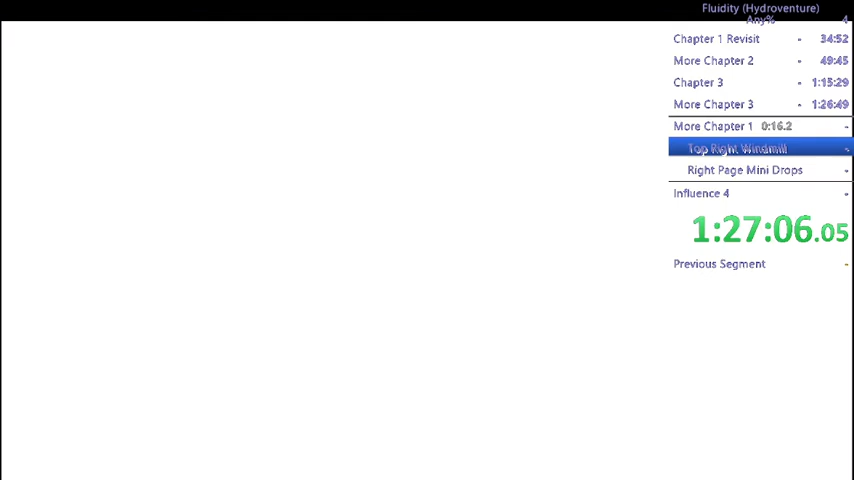 Fluidity (Hydroventure)
Any% 4
Chapter 1 Revisit - 34:52
More Chapter 2 - 49:45
Chapter 3 - 1:15:29
More Chapter 3 - 1:26:49
More Chapter 1 0:16.2 -
Top Right Windmill -
Right Page Mini Drops -
Influence 4 -
1:27:06.05
Previous Segment -